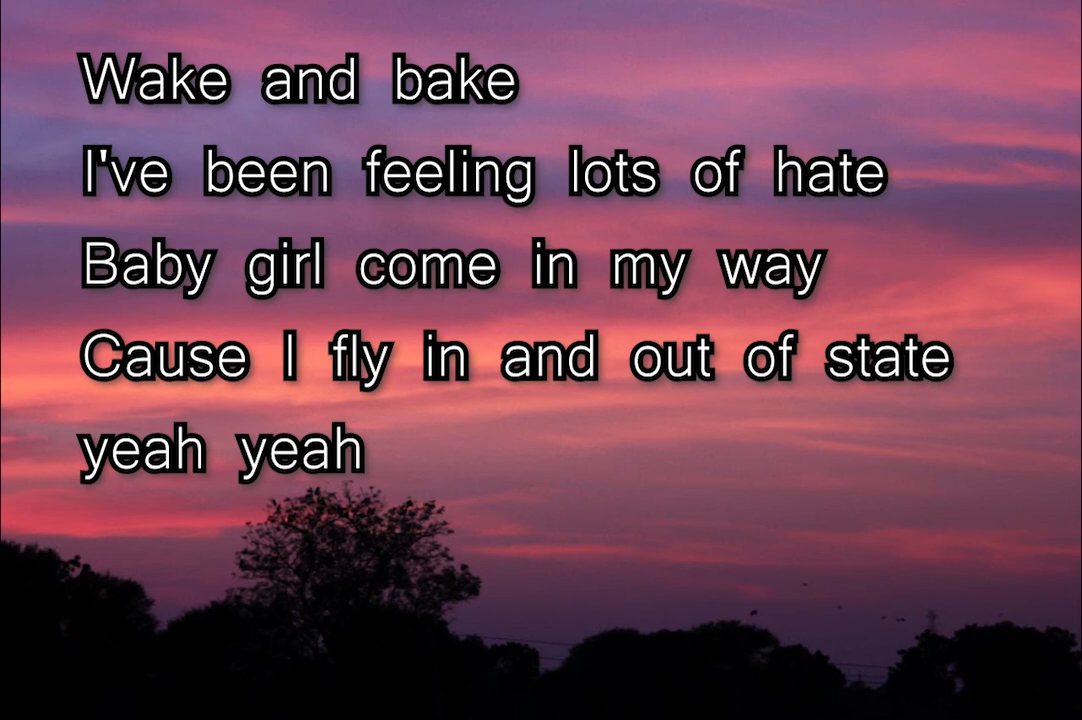 Wake and bake
I've been feeling lots of hate
Baby girl come in my way
Cause I fly in and out of state
yeah yeah